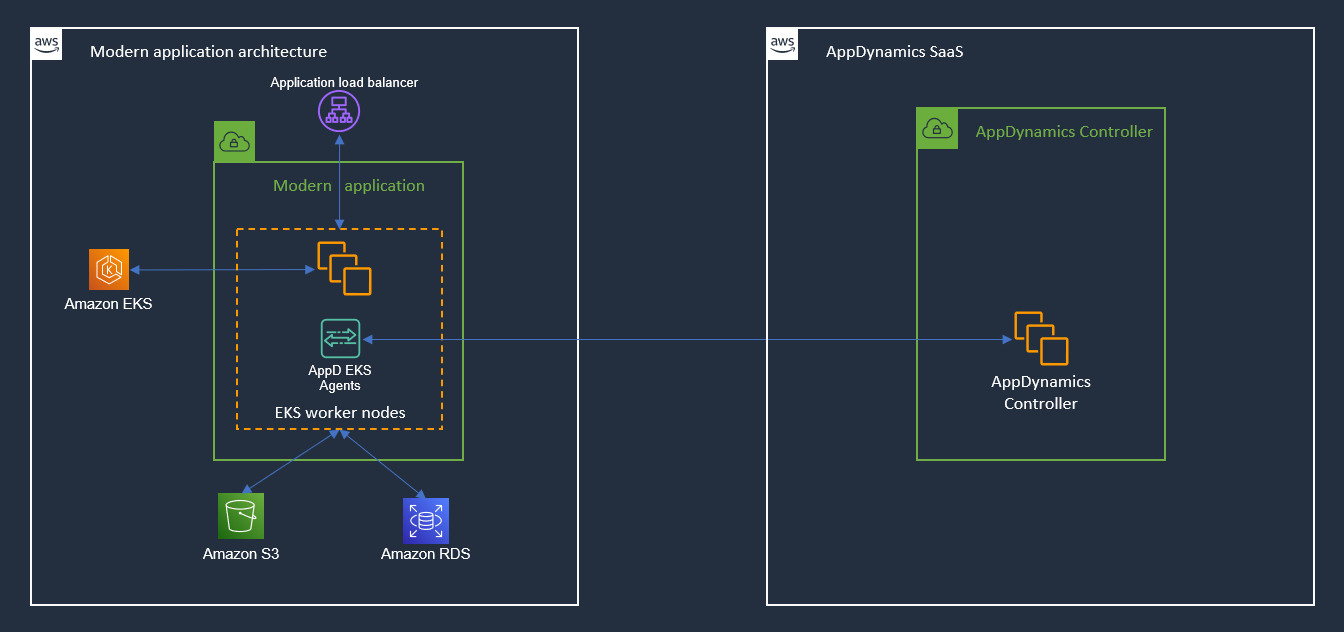 aws
Modern application architecture
Application load balancer
Modern application
Amazon EKS
AppD EKS
Agents
EKS worker nodes
Amazon S3
Amazon RDS
aws
AppDynamics SaaS
AppDynamics Controller
AppDynamics
Controller